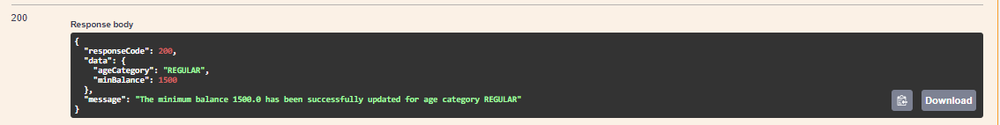 200
Response body
{
  "responseCode": 200,
  "data": {
    "ageCategory": "REGULAR",
    "minBalance": 1500
  },
  "message": "The minimum balance 1500.0 has been successfully updated for age category REGULAR"
}
Download